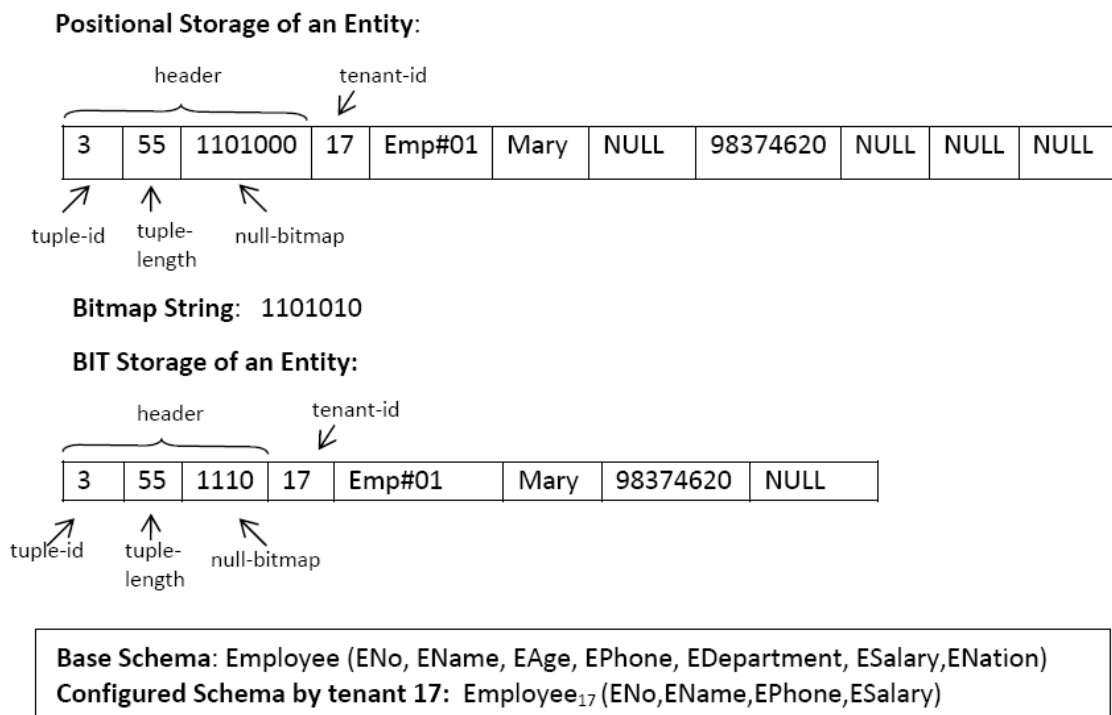 Positional Storage of an Entity:
header
tenant-id
3 55 1101000 17 Emp#01 Mary NULL 98374620 NULL NULL NULL
tuple-id
tuple-
length
null-bitmap
Bitmap String: 1101010
BIT Storage of an Entity:
header
tenant-id
3 55 1110 17 Emp#01 Mary 98374620 NULL
tuple-id
tuple-
length
null-bitmap
Base Schema: Employee (ENo, EName, EAge, EPhone, EDepartment, ESalary,ENation)
Configured Schema by tenant 17: Employee₁₇ (ENo,EName,EPhone,ESalary)